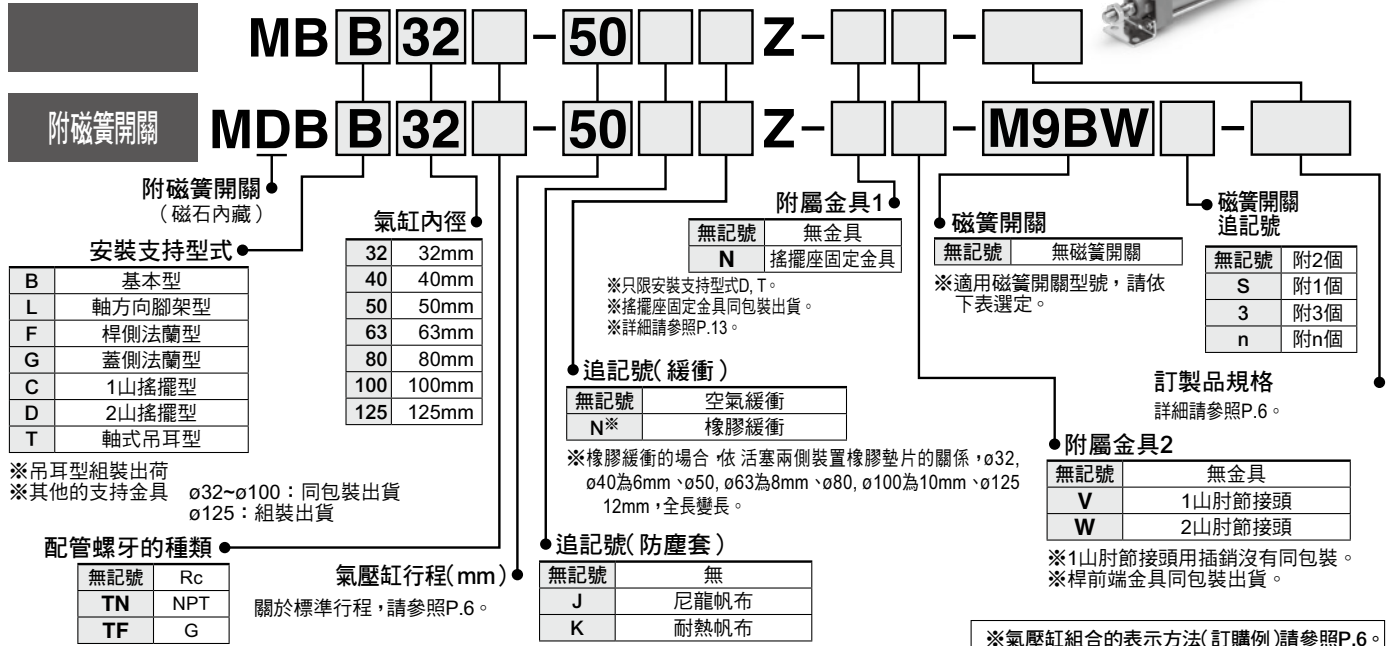 MB B 32 - 50 Z - -
附磁簧開關 MDB B 32 - 50 Z - - M9BW -
附磁簧開關
（磁石內藏）
安裝支持型式
B 基本型
L 軸方向腳架型
F 桿側法蘭型
G 蓋側法蘭型
C 1山搖擺型
D 2山搖擺型
T 軸式吊耳型
※吊耳型組裝出荷
※其他的支持金具 ø32~ø100：同包裝出貨
ø125：組裝出貨
氣缸內徑
32 32mm
40 40mm
50 50mm
63 63mm
80 80mm
100 100mm
125 125mm
配管螺牙的種類
無記號 Rc
TN NPT
TF G
氣壓缸行程(mm)
關於標準行程，請參照P.6。
附屬金具1
無記號 無金具
N 搖擺座固定金具
※只限安裝支持型式D, T。
※搖擺座固定金具同包裝出貨。
※詳細請參照P.13。
追記號(緩衝)
無記號 空氣緩衝
N※ 橡膠緩衝
※橡膠緩衝的場合，依 活塞兩側裝置橡膠墊片的關係，ø32,
ø40為6mm、ø50, ø63為8mm、ø80, ø100為10mm、ø125
12mm，全長變長。
追記號(防塵套)
無記號 無
J 尼龍帆布
K 耐熱帆布
磁簧開關
無記號 無磁簧開關
※適用磁簧開關型號，請依
下表選定。
磁簧開關
追記號
無記號 附2個
S 附1個
3 附3個
n 附n個
訂製品規格
詳細請參照P.6。
附屬金具2
無記號 無金具
V 1山肘節接頭
W 2山肘節接頭
※1山肘節接頭用插銷沒有同包裝。
※桿前端金具同包裝出貨。
※氣壓缸組合的表示方法(訂購例)請參照P.6。